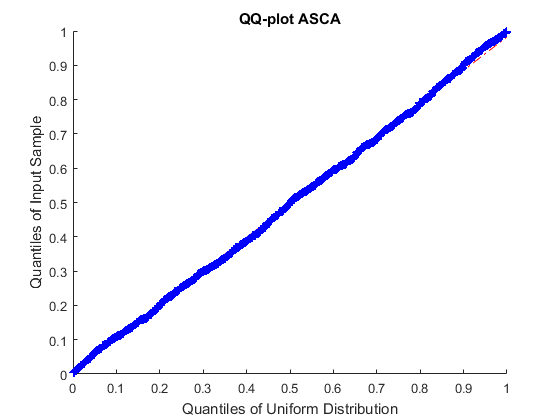 QQ-plot ASCA
Quantiles of Input Sample
1
0.9
0.8
0.7
0.6
0.5
0.4
0.3
0.2
0.1
0
0 0.1 0.2 0.3 0.4 0.5 0.6 0.7 0.8 0.9 1
Quantiles of Uniform Distribution